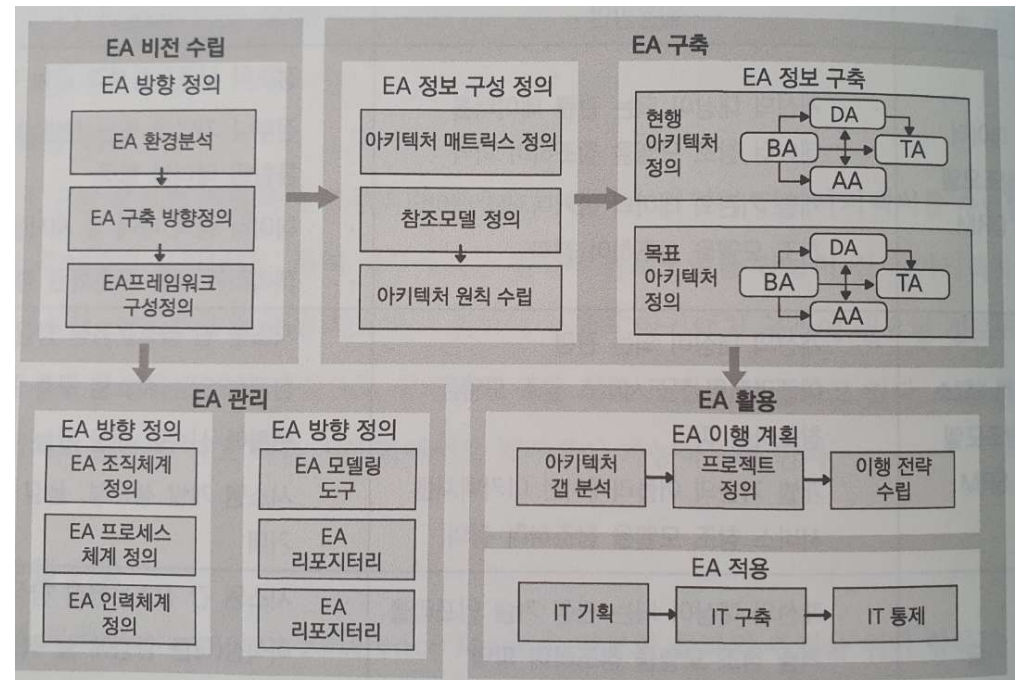 EA 비전 수립
EA 방향 정의
EA 환경분석
EA 구축 방향정의
EA프레임워크
구성정의
EA 구축
EA 정보 구성 정의
아키텍처 매트릭스 정의
참조모델 정의
아키텍처 원칙 수립
EA 정보 구축
현행
아키텍처
정의
DA
BA
TA
AA
목표
아키텍처
정의
DA
BA
TA
AA
EA 관리
EA 방향 정의
EA 조직체계
정의
EA 프로세스
체계 정의
EA 인력체계
정의
EA 방향 정의
EA 모델링
도구
EA
리포지터리
EA
리포지터리
EA 활용
EA 이행 계획
아키텍처
갭 분석
프로젝트
정의
이행 전략
수립
EA 적용
IT 기획
IT 구축
IT 통제